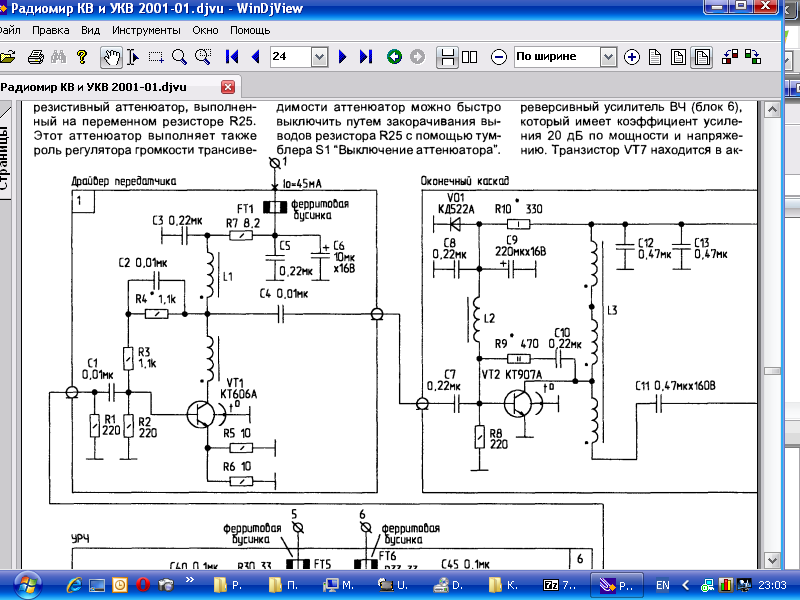 Радиомир КВ и УКВ 2001-01.djvu - WinDjView
Файл Правка Вид Инструменты Окно Помощь
24 По ширине
Радиомир КВ и УКВ 2001-01.djvu
Страницы
резистивный аттенюатор, выполнен-
ный на переменном резисторе R25.
Этот аттенюатор выполняет также
роль регулятора громкости трансиве-
димости аттенюатор можно быстро
выключить путем закорачивания вы-
водов резистора R25 с помощью тум-
блера S1 "Выключение аттенюатора".
реверсивный усилитель ВЧ (блок 6),
который имеет коэффициент усиле-
ния 20 дБ по мощности и напряже-
нию. Транзистор VT7 находится в ак-
Драйвер передатчика
1
1
Io=45мА
FT1 ферритовая
бусинка
C3 0,22мк
R7 8,2
C5
0,22мк
C6
+
10мк
х16В
C2 0,01мк
L1
R4* 1,1к
C4 0,01мк
R3
1,1к
C1
0,01мк
VT1
КТ606А
t°
R1
220
R2
220
R5 10
R6 10
Оконечный каскад
VD1
КД522А
R10* 330
C8
0,22мк
C9
220мкх16В
+
C12
0,47мк
C13
0,47мк
L2
L3
R9* 470
C10
0,22мк
C7
0,22мк
VT2 КТ907А
t°
C11 0,47мкх160В
R8
220
УРЧ
5
ферритовая
бусинка
6
ферритовая
бусинка
C40 0,1мк R30 33 FT5
FT6
R33 33 C45 0,1мк
6
Р.. П.. М.. U.. D.. К.. 7.. Р.. EN 23:03